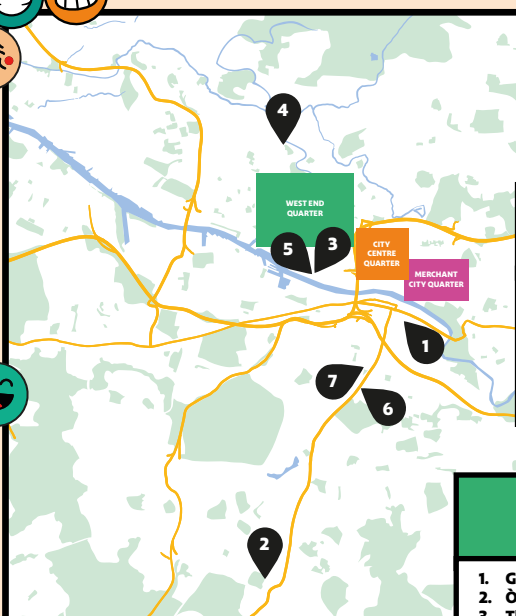 4
WEST END
QUARTER
5
3
CITY
CENTRE
QUARTER
MERCHANT
CITY QUARTER
1
7
6
2
1. G
2. Ò
3.